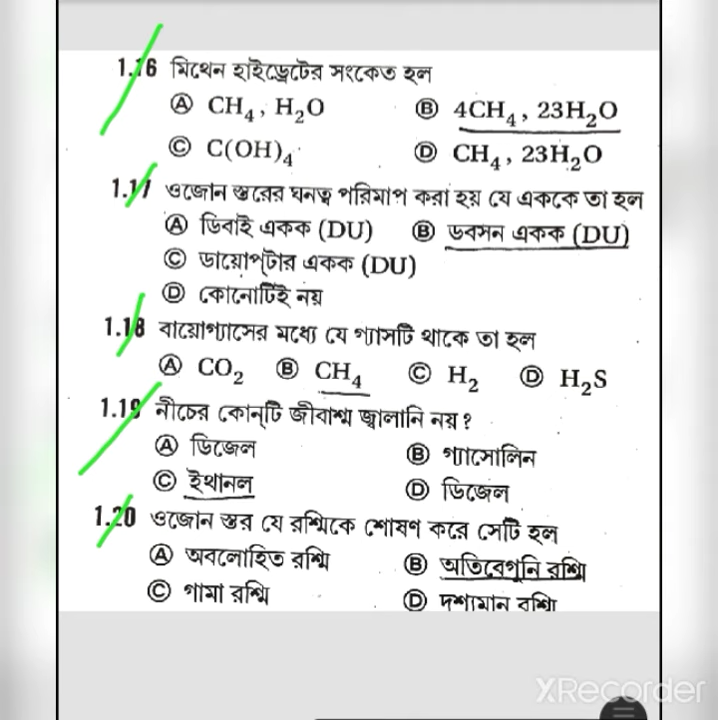 1.16 মিথেন হাইড্রেটের সংকেত হল
Ⓐ CH₄, H₂O Ⓑ 4CH₄, 23H₂O
Ⓒ C(OH)₄ Ⓓ CH₄, 23H₂O
1.17 ওজোন স্তরের ঘনত্ব পরিমাপ করা হয় যে এককে তা হল
Ⓐ ডিবাই একক (DU) Ⓑ ডবসন একক (DU)
Ⓒ ডায়োপ্টার একক (DU)
Ⓓ কোনোটিই নয়
1.18 বায়োগ্যাসের মধ্যে যে গ্যাসটি থাকে তা হল
Ⓐ CO₂ Ⓑ CH₄ Ⓒ H₂ Ⓓ H₂S
1.19 নীচের কোন্‌টি জীবাশ্ম জ্বালানি নয় ?
Ⓐ ডিজেল Ⓑ গ্যাসোলিন
Ⓒ ইথানল Ⓓ ডিজেল
1.20 ওজোন স্তর যে রশ্মিকে শোষণ করে সেটি হল
Ⓐ অবলোহিত রশ্মি Ⓑ অতিবেগুনি রশ্মি
Ⓒ গামা রশ্মি Ⓓ দৃশ্যমান রশ্মি
XRecorder